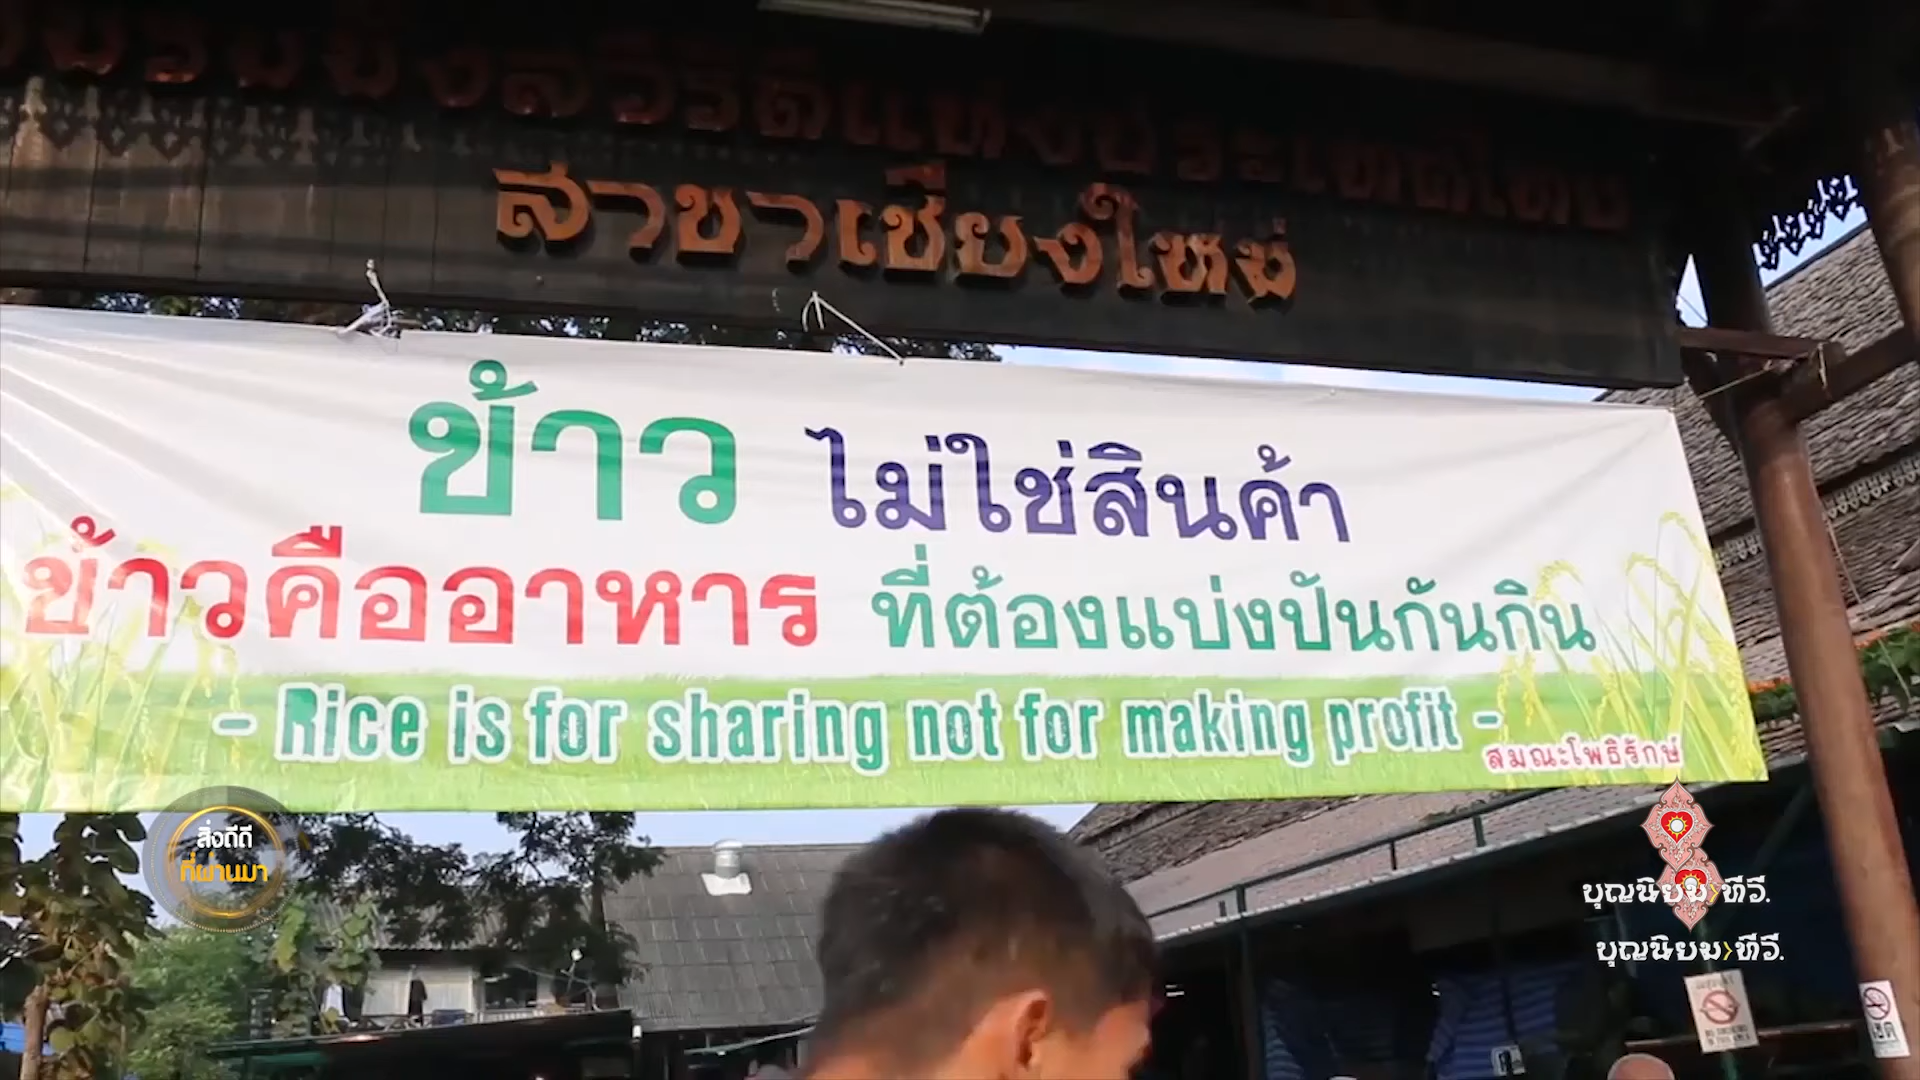 สาขาเชียงใหม่
ข้าว ไม่ใช่สินค้า
ข้าวคืออาหาร ที่ต้องแบ่งปันกันกิน
- Rice is for sharing not for making profit -
สมณะโพธิรักษ์
สิ่งดีดี
ที่ผ่านมา
บุญนิยมทีวี.
บุญนิยมทีวี.